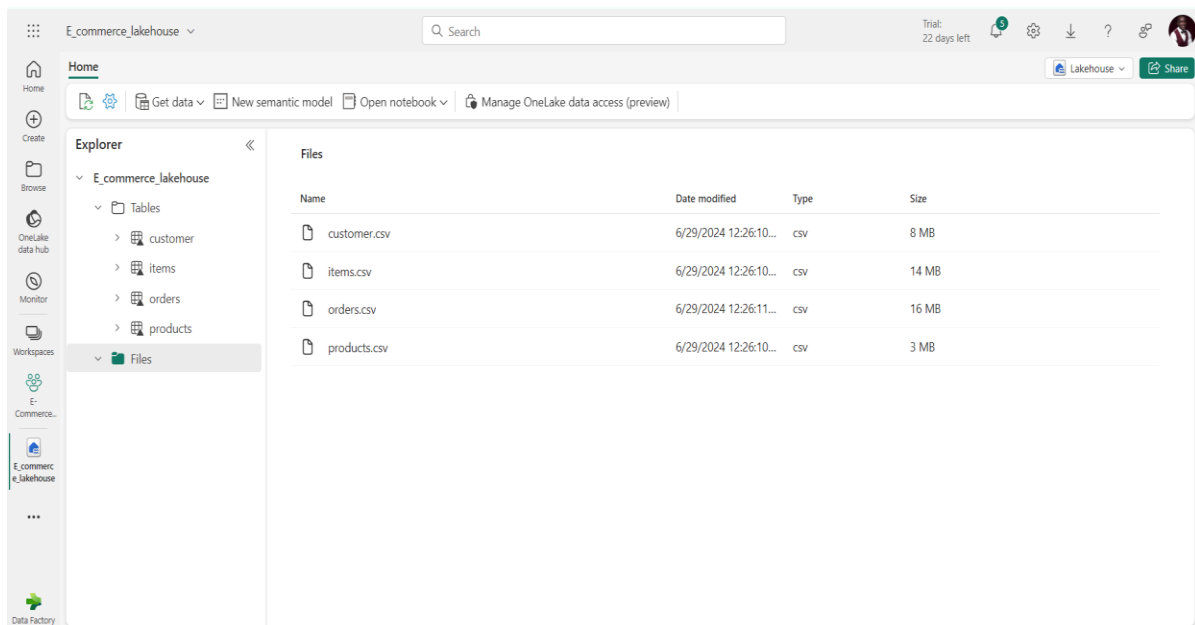 E_commerce_lakehouse
Search
Trial:
22 days left
5
Home
Lakehouse
Share
Get data
New semantic model
Open notebook
Manage OneLake data access (preview)
Home
Create
Browse
OneLake
data hub
Monitor
Workspaces
E-
Commerce...
E_commerc
e_lakehouse
Data Factory
Explorer
E_commerce_lakehouse
Tables
customer
items
orders
products
Files
Files
Name Date modified Type Size
customer.csv 6/29/2024 12:26:10... csv 8 MB
items.csv 6/29/2024 12:26:10... csv 14 MB
orders.csv 6/29/2024 12:26:11... csv 16 MB
products.csv 6/29/2024 12:26:10... csv 3 MB